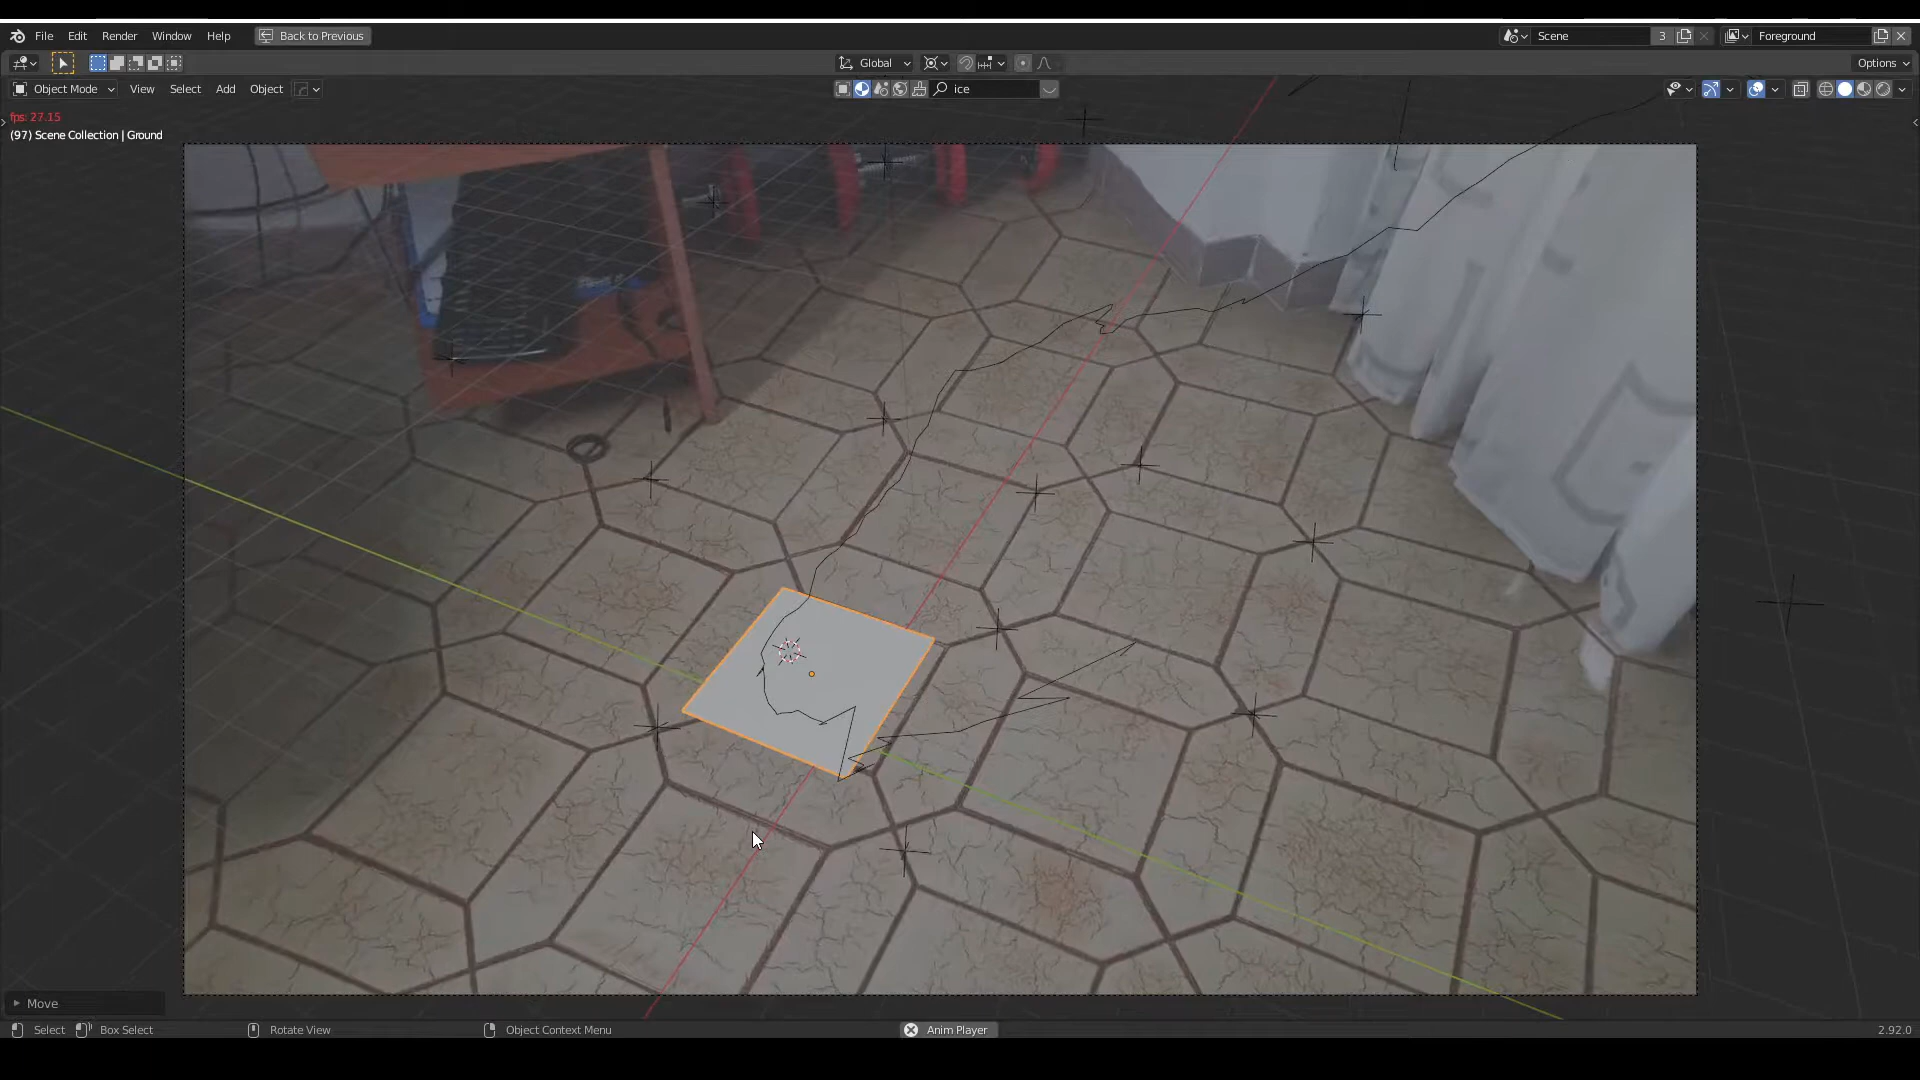 File Edit Render Window Help Back to Previous Scene 3 Foreground
Global Options
Object Mode View Select Add Object ice
fps: 27.15
(97) Scene Collection | Ground
Move
Select Box Select Rotate View Object Context Menu Anim Player 2.92.0